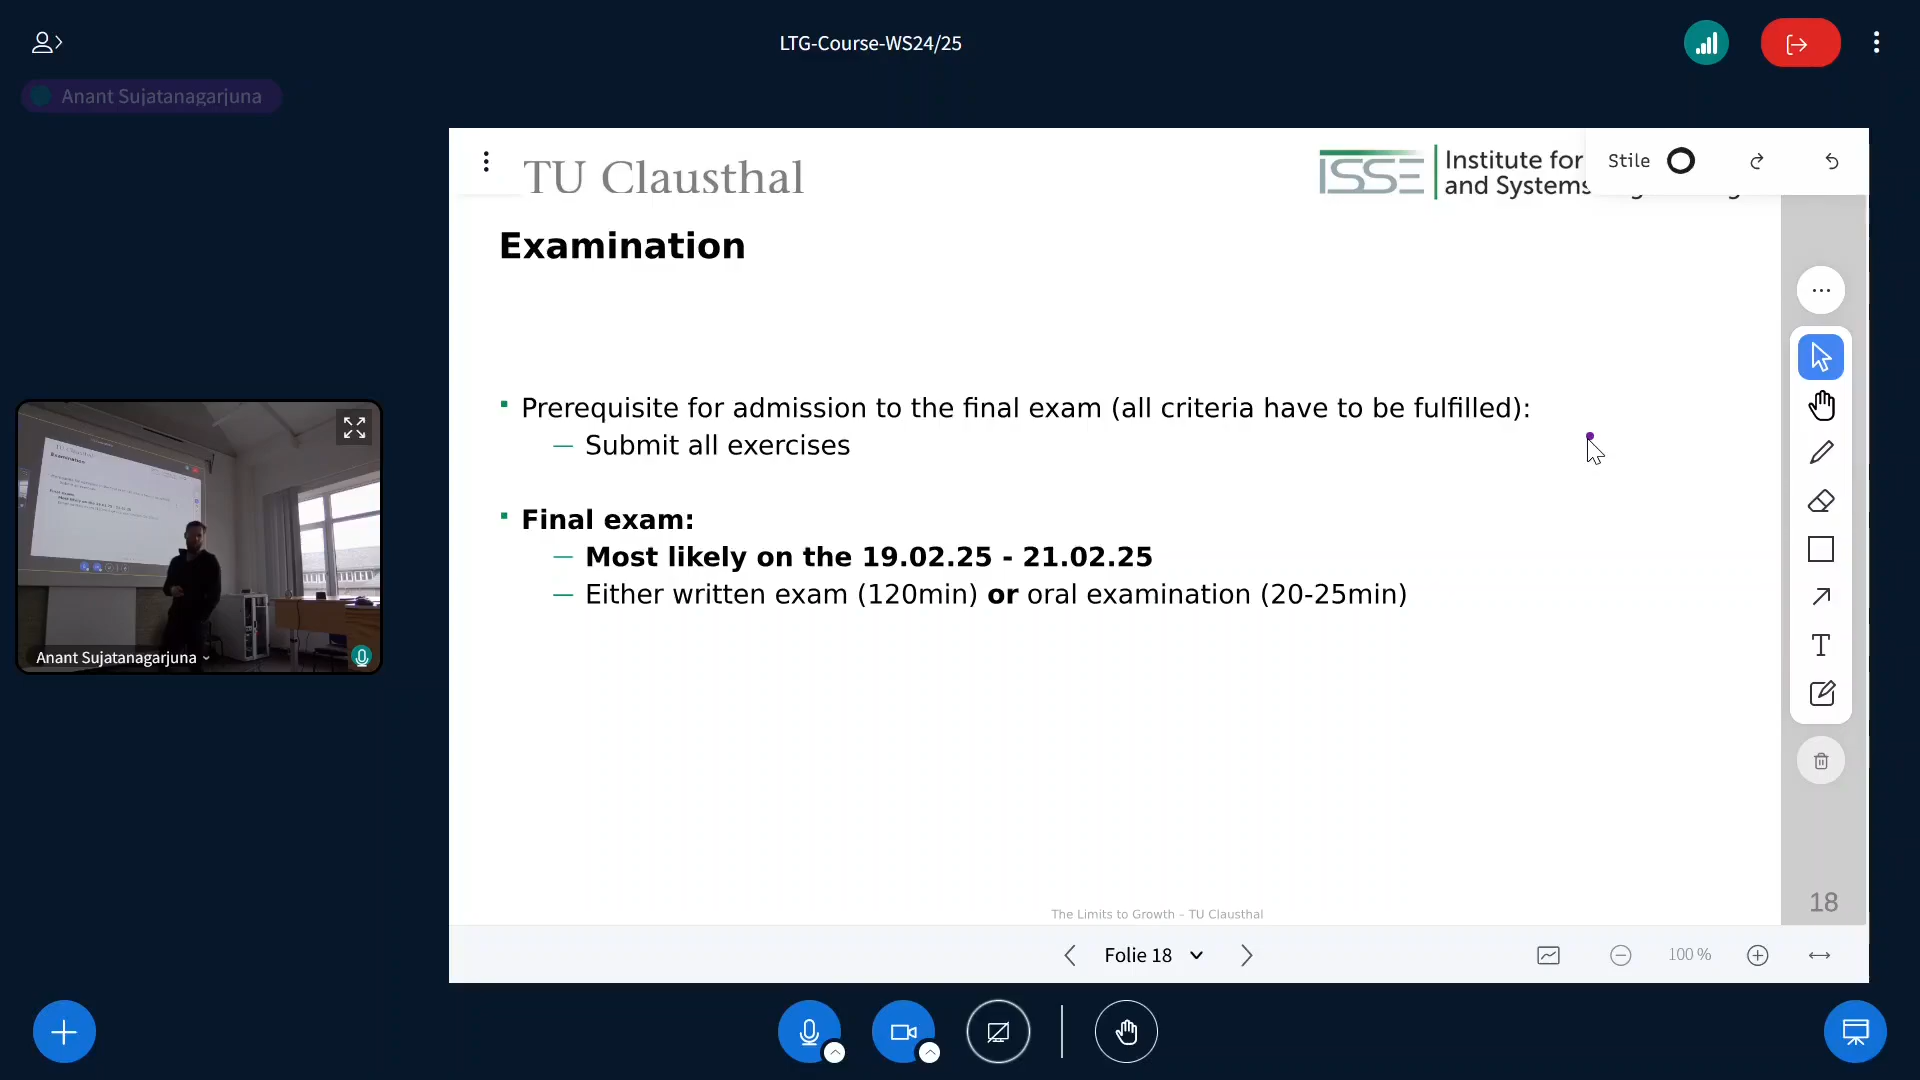 LTG-Course-WS24/25
Anant Sujatanagarjuna
TU Clausthal
ISSE
Institute for
and Systems
Stile
Examination
Prerequisite for admission to the final exam (all criteria have to be fulfilled):
— Submit all exercises
Final exam:
— Most likely on the 19.02.25 - 21.02.25
— Either written exam (120min) or oral examination (20-25min)
Anant Sujatanagarjuna
The Limits to Growth – TU Clausthal
18
Folie 18
100 %